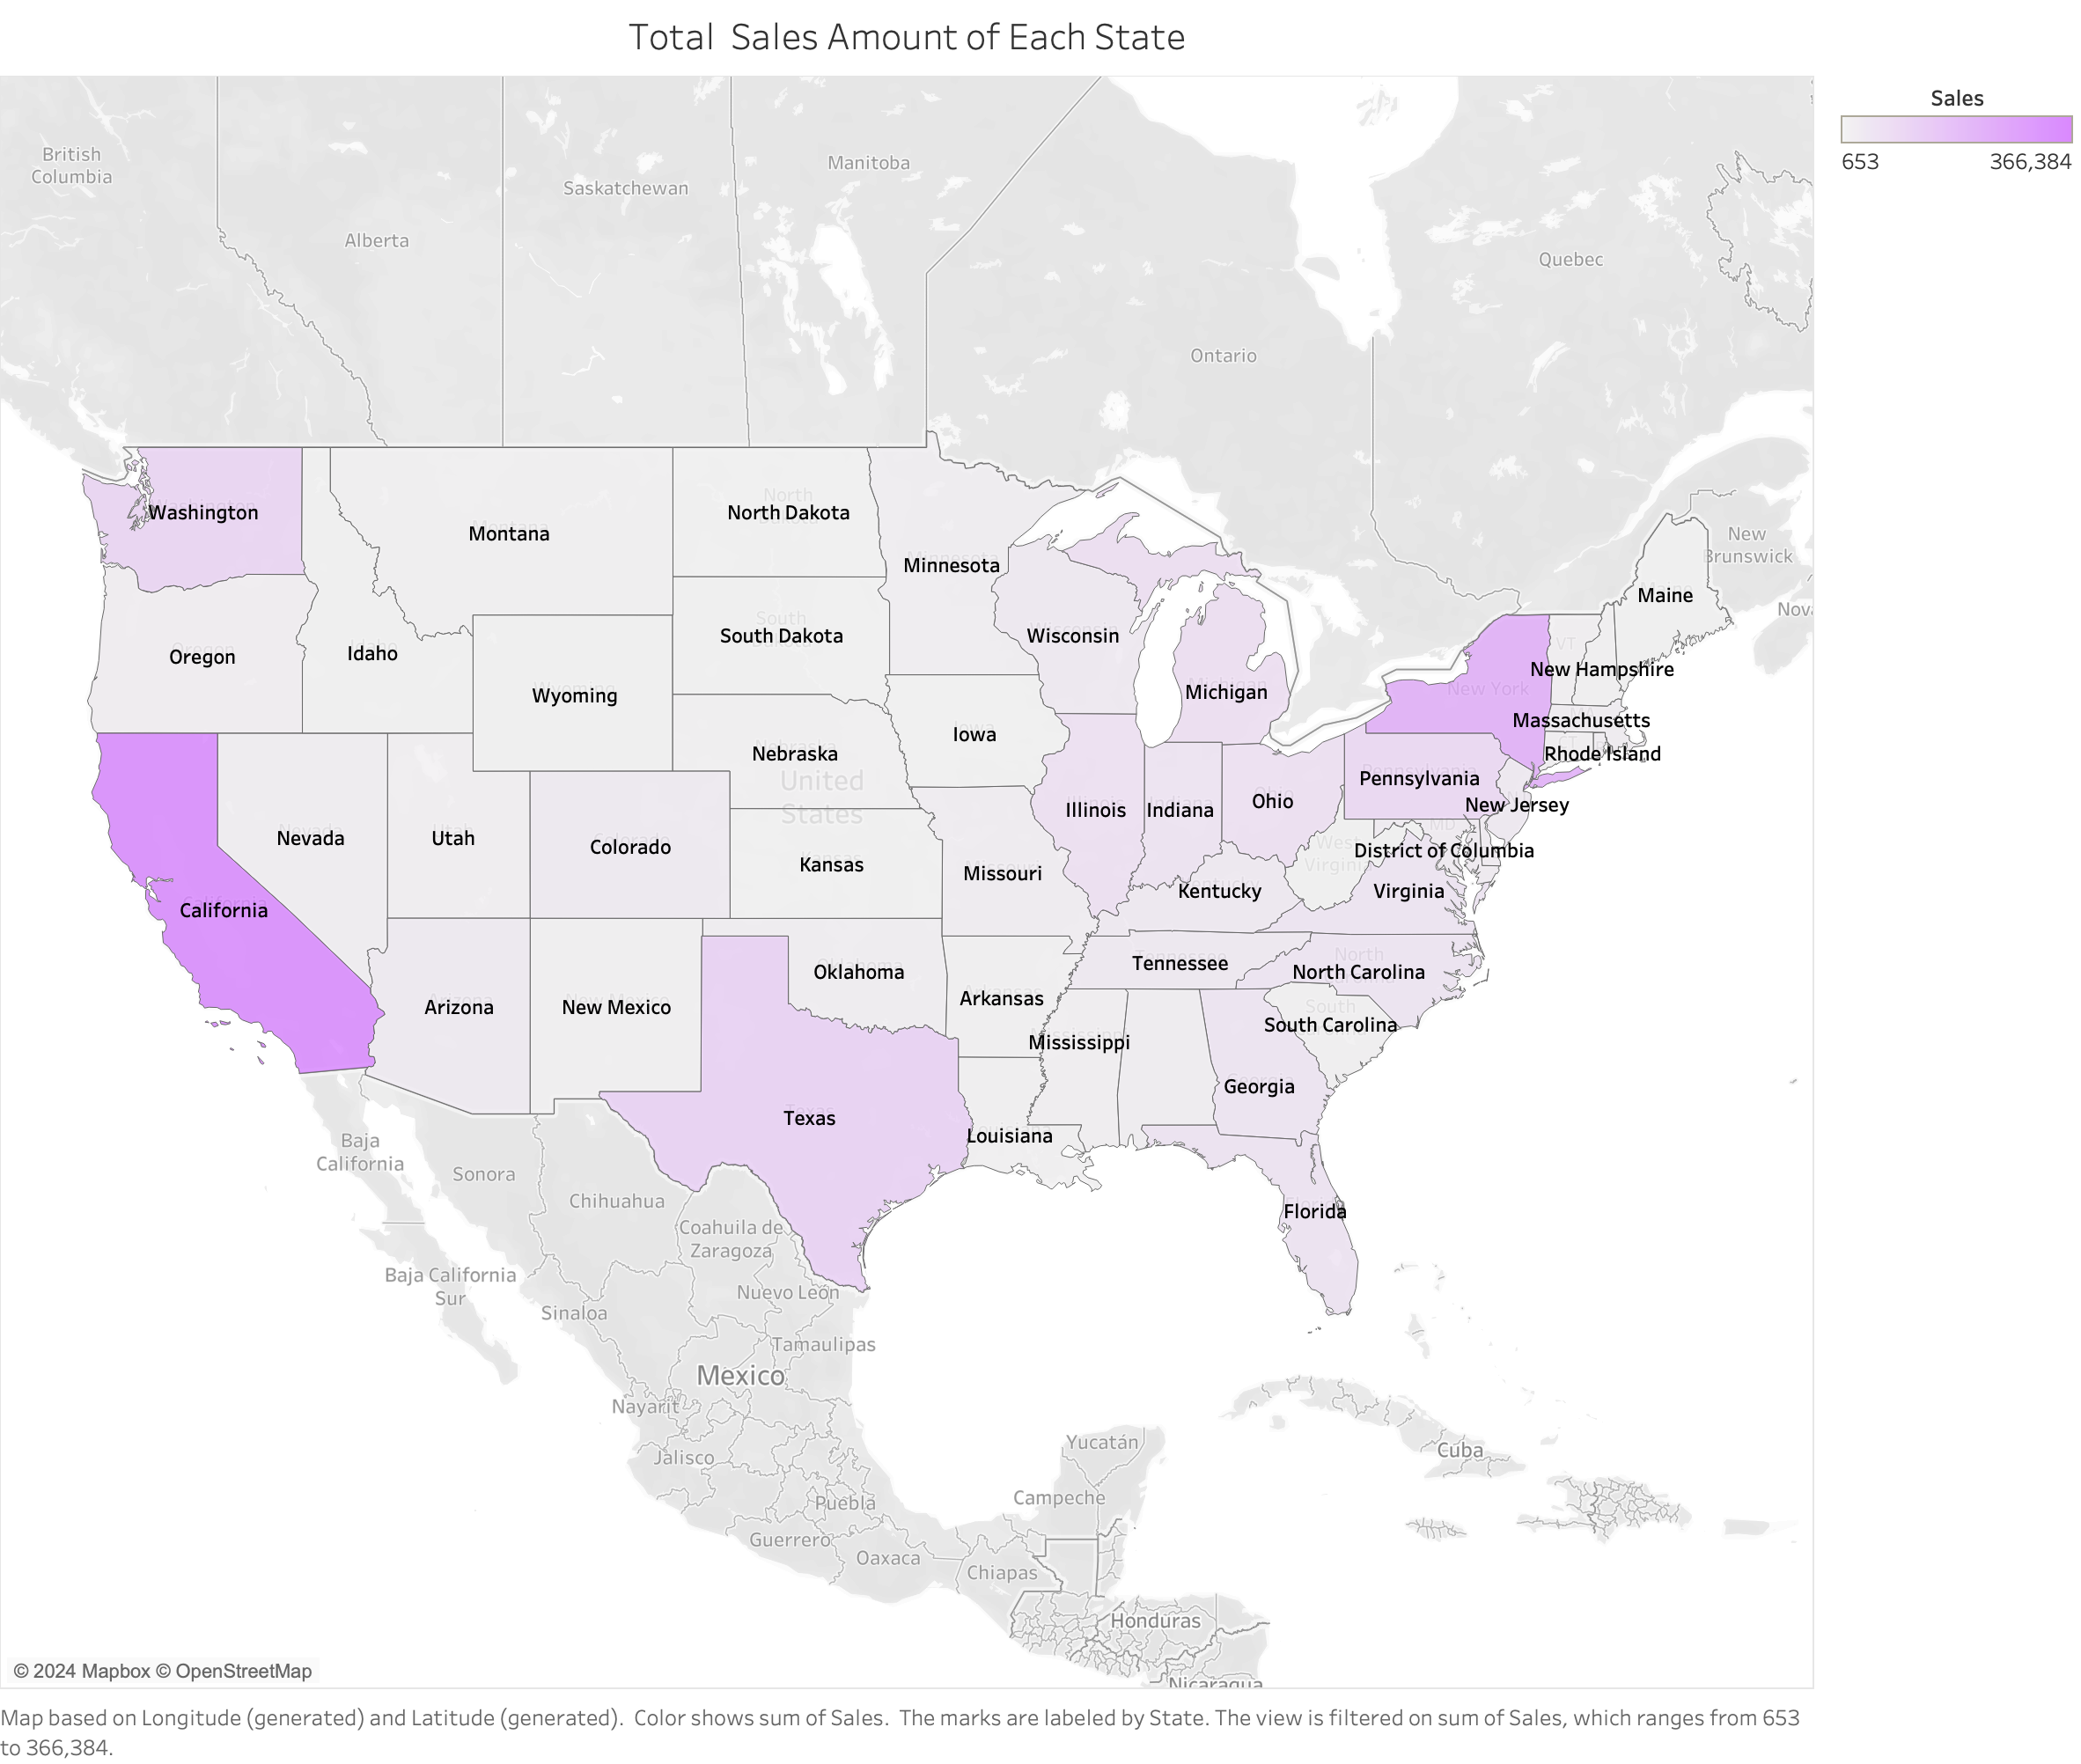 Total  Sales Amount of Each State
Sales
653
366,384
British
Columbia
Alberta
Saskatchewan
Manitoba
Ontario
Quebec
New
Brunswick
Washington
Montana
North Dakota
Minnesota
Maine
Oregon
Idaho
South Dakota
Wisconsin
Wyoming
Michigan
New York
VT
New Hampshire
Massachusetts
Iowa
Nebraska
United
States
Rhode Island
Pennsylvania
New Jersey
Nevada
Utah
Colorado
Kansas
Missouri
Illinois
Indiana
Ohio
West
Virginia
MD
District of Columbia
Kentucky
Virginia
California
Arizona
New Mexico
Oklahoma
Arkansas
Tennessee
North Carolina
South Carolina
Mississippi
Georgia
Texas
Louisiana
Florida
Baja
California
Sonora
Chihuahua
Coahuila de
Zaragoza
Baja California
Sur
Sinaloa
Nuevo León
Tamaulipas
Mexico
Nayarit
Jalisco
Yucatán
Cuba
Campeche
Puebla
Guerrero
Oaxaca
Chiapas
Honduras
Nicaragua
© 2024 Mapbox © OpenStreetMap
Map based on Longitude (generated) and Latitude (generated).  Color shows sum of Sales.  The marks are labeled by State. The view is filtered on sum of Sales, which ranges from 653
to 366,384.